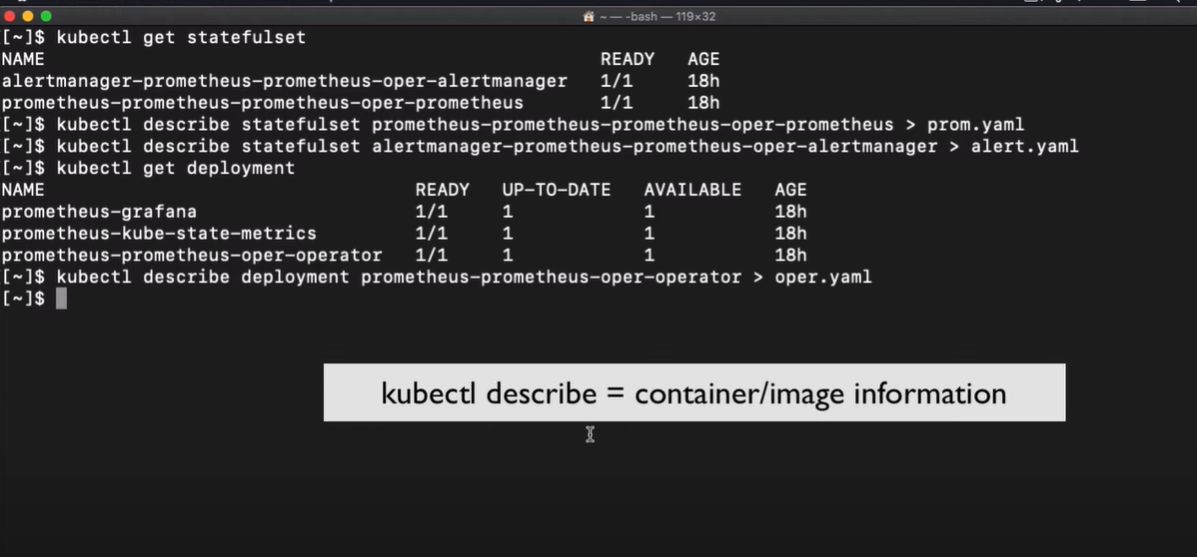 ~ — -bash — 119×32
[~]$ kubectl get statefulset
NAME READY AGE
alertmanager-prometheus-prometheus-oper-alertmanager 1/1 18h
prometheus-prometheus-prometheus-oper-prometheus 1/1 18h
[~]$ kubectl describe statefulset prometheus-prometheus-prometheus-oper-prometheus > prom.yaml
[~]$ kubectl describe statefulset alertmanager-prometheus-prometheus-oper-alertmanager > alert.yaml
[~]$ kubectl get deployment
NAME READY UP-TO-DATE AVAILABLE AGE
prometheus-grafana 1/1 1 1 18h
prometheus-kube-state-metrics 1/1 1 1 18h
prometheus-prometheus-oper-operator 1/1 1 1 18h
[~]$ kubectl describe deployment prometheus-prometheus-oper-operator > oper.yaml
[~]$
kubectl describe = container/image information